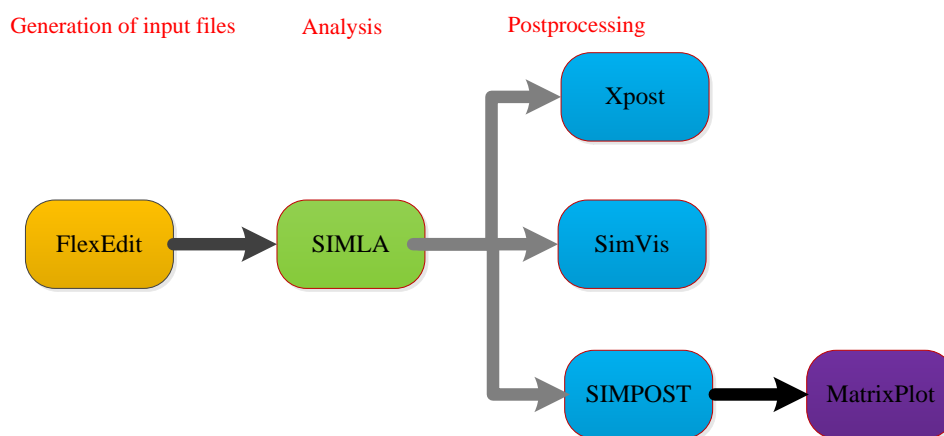 Generation of input files
Analysis
Postprocessing
Xpost
FlexEdit
SIMLA
SimVis
SIMPOST
MatrixPlot